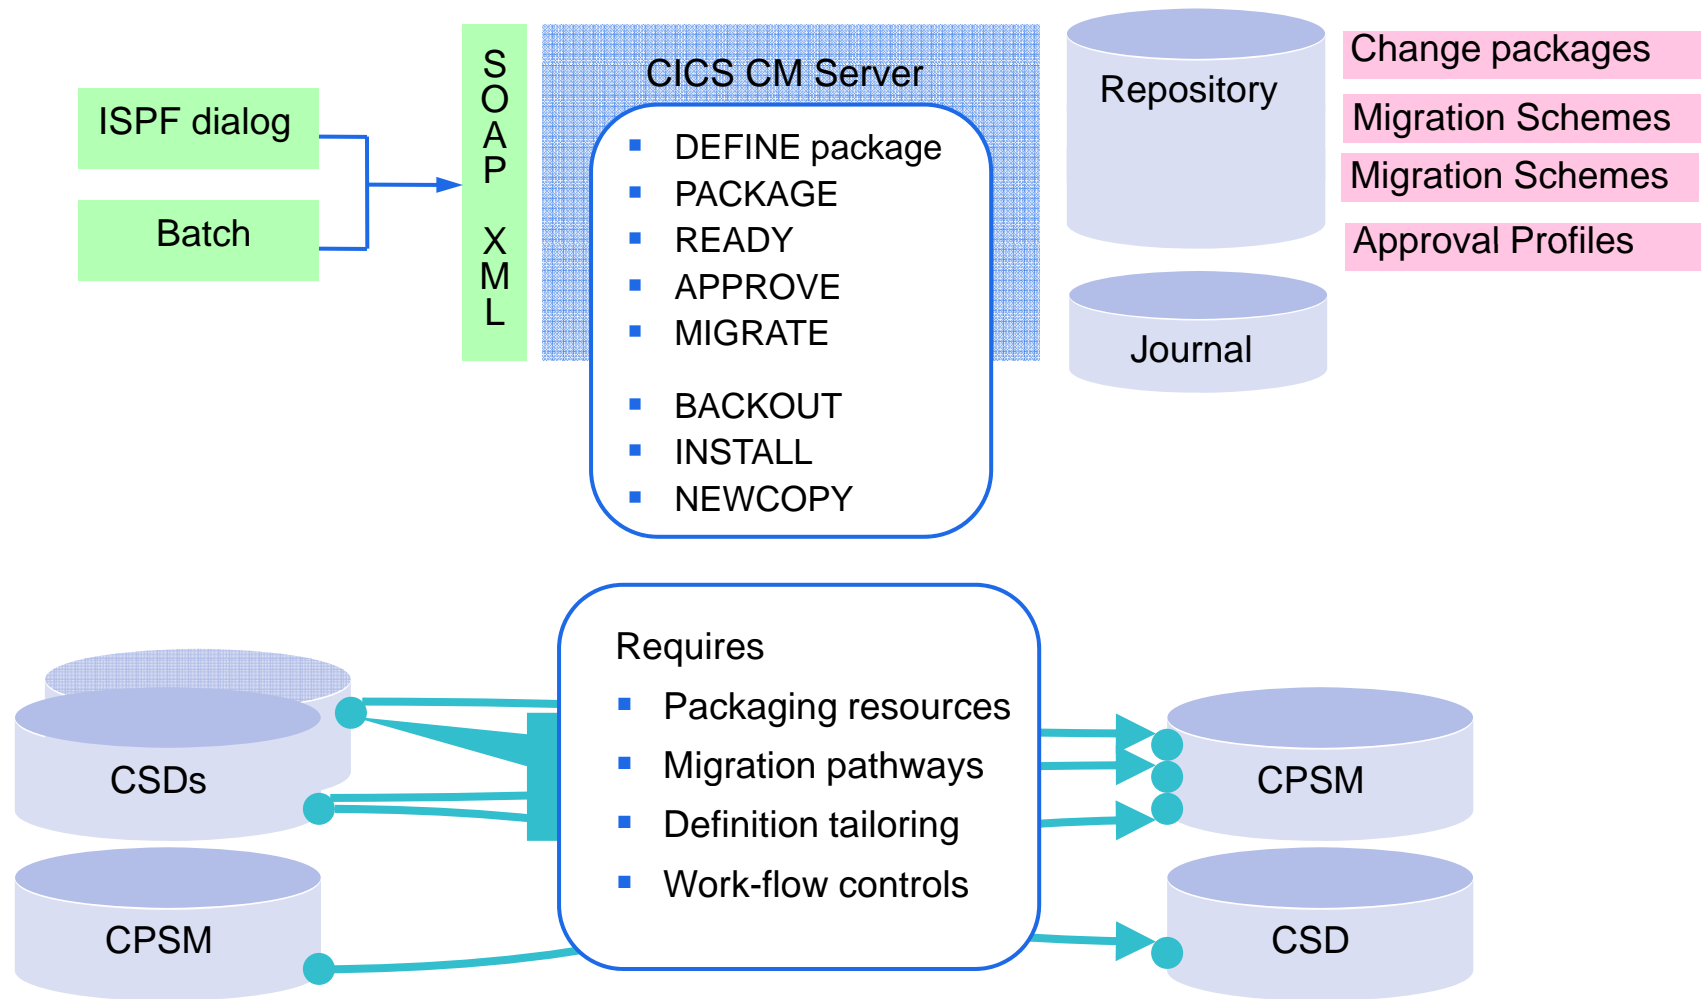 ISPF dialog
Batch
SOAP XML
CICS CM Server
▪ DEFINE package
▪ PACKAGE
▪ READY
▪ APPROVE
▪ MIGRATE
▪ BACKOUT
▪ INSTALL
▪ NEWCOPY
Repository
Journal
Change packages
Migration Schemes
Migration Schemes
Approval Profiles
CSDs
CPSM
Requires
▪ Packaging resources
▪ Migration pathways
▪ Definition tailoring
▪ Work-flow controls
CPSM
CSD